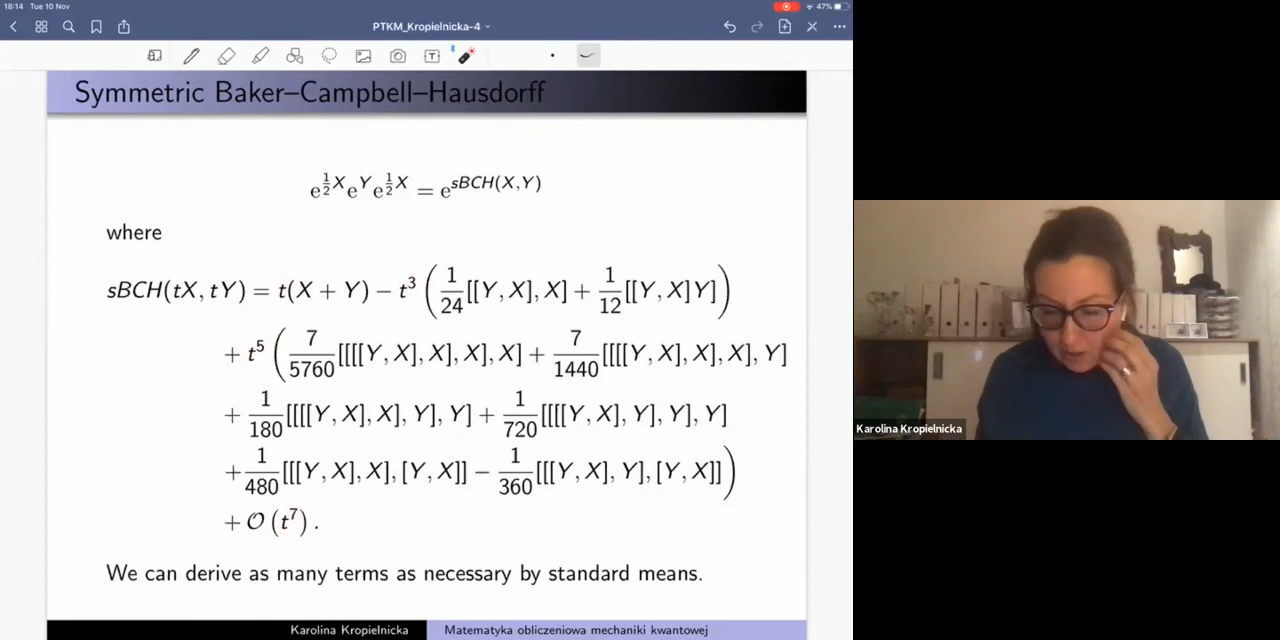 18:14 Tue 10 Nov
47%
PTKM_Kropielnicka-4
Symmetric Baker–Campbell–Hausdorff
e^{½X}e^Y e^{½X} = e^{sBCH(X,Y)}
where
sBCH(tX, tY) = t(X + Y) − t³ ( 1/24 [[Y, X], X] + 1/12 [[Y, X]Y] )
+ t⁵ ( 7/5760 [[[[Y, X], X], X], X] + 7/1440 [[[[Y, X], X], X], Y]
+ 1/180 [[[[Y, X], X], Y], Y] + 1/720 [[[[Y, X], Y], Y], Y]
+ 1/480 [[[Y, X], X], [Y, X]] − 1/360 [[[Y, X], Y], [Y, X]] )
+ 𝒪(t⁷) .
We can derive as many terms as necessary by standard means.
Karolina Kropielnicka
Matematyka obliczeniowa mechaniki kwantowej
Karolina Kropielnicka